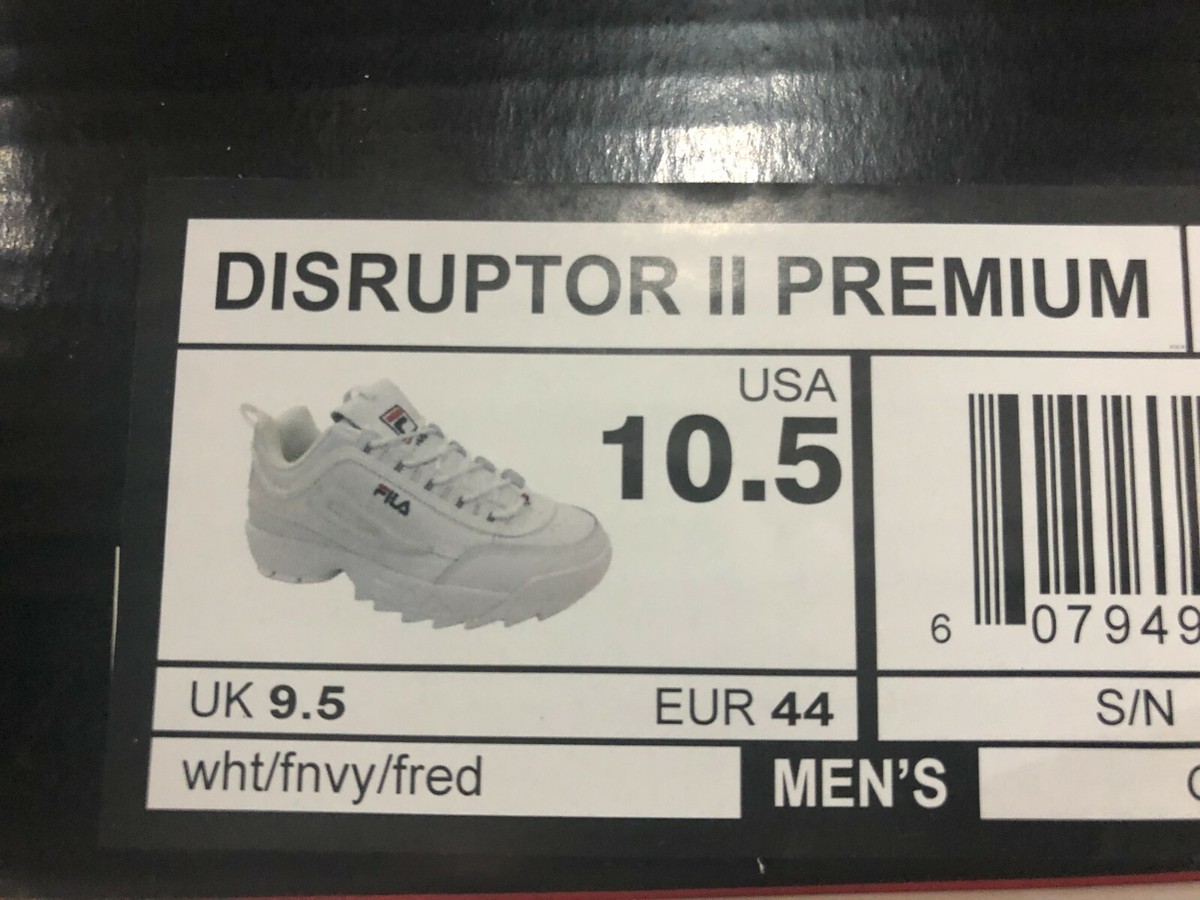 DISRUPTOR II PREMIUM
USA
10.5
FILA
6 07949
UK 9.5
EUR 44
S/N
wht/fnvy/fred
MEN'S